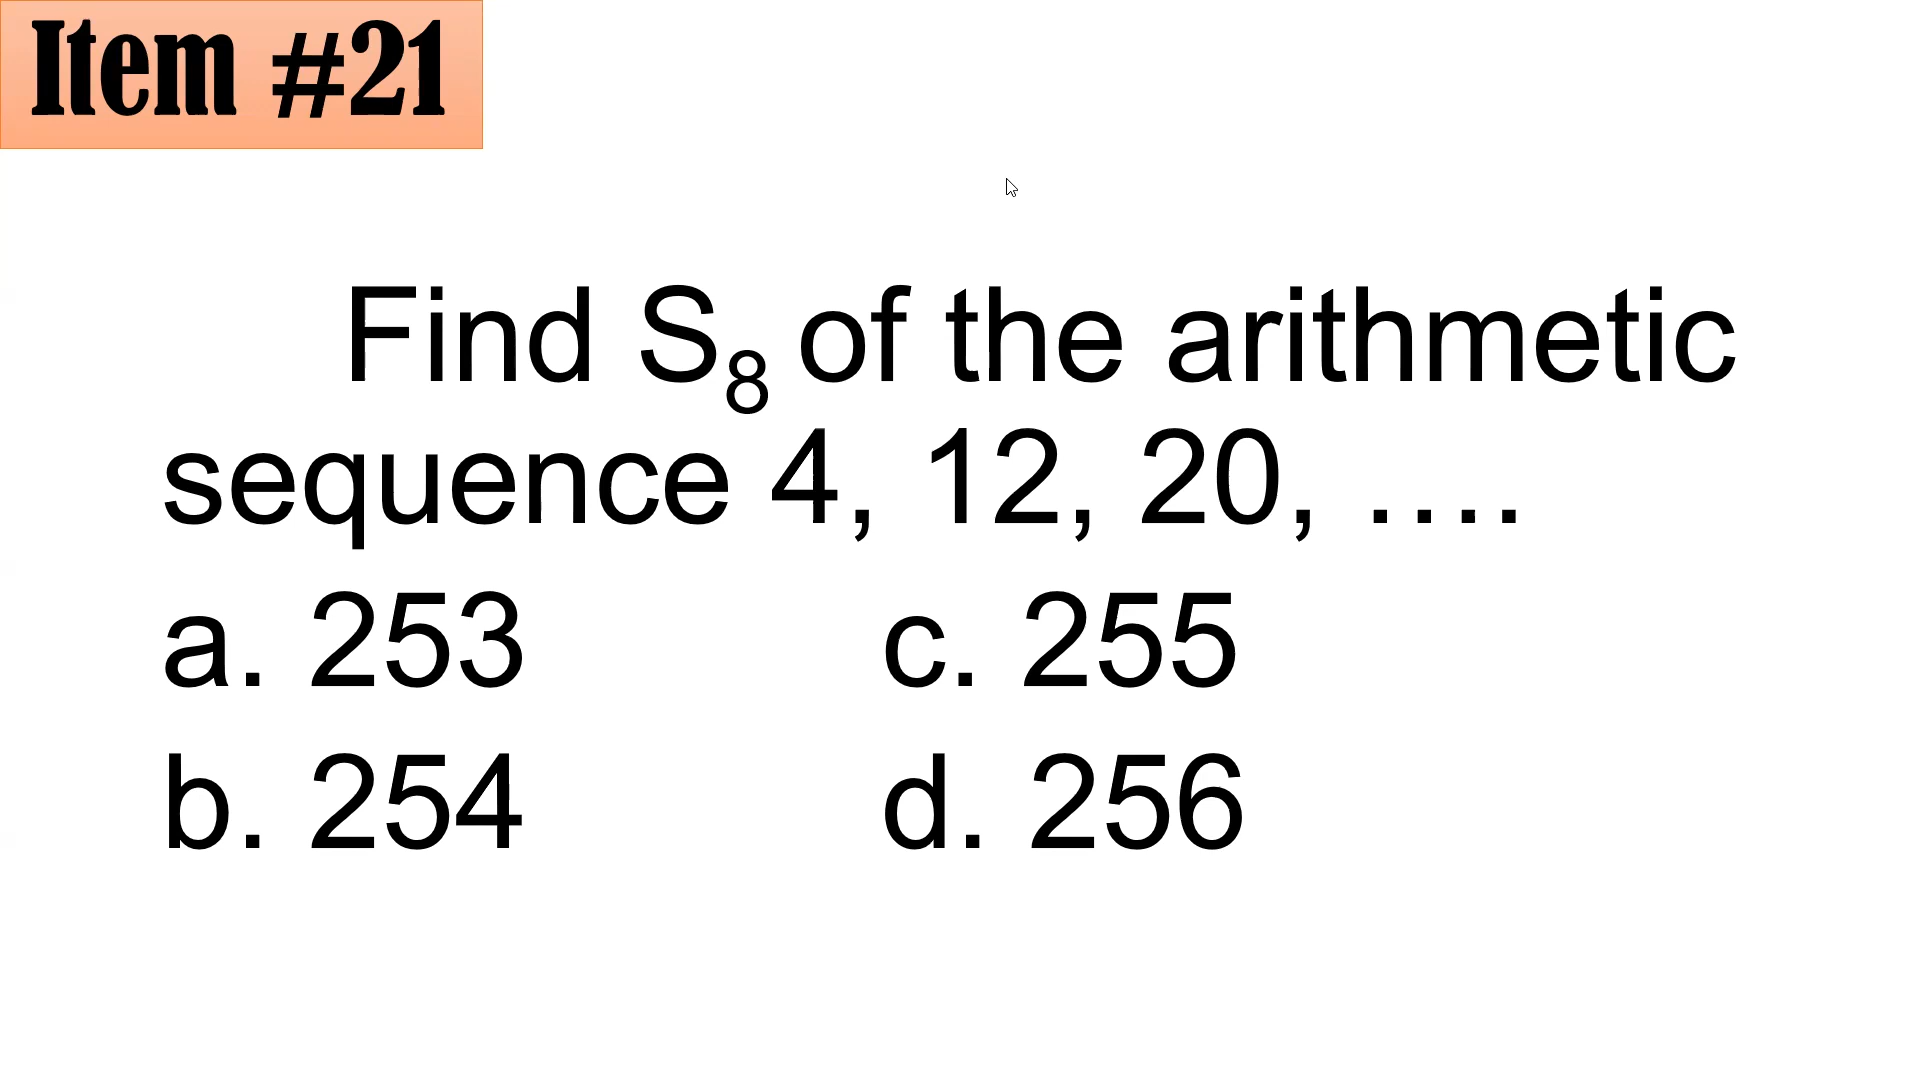 Item #21
Find S₈ of the arithmetic
sequence 4, 12, 20, ….
a. 253 c. 255
b. 254 d. 256